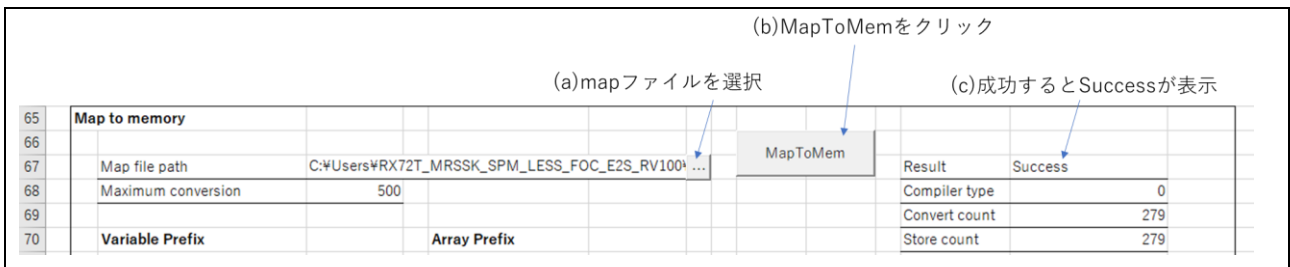 (b)MapToMemをクリック
(a)mapファイルを選択
(c)成功するとSuccessが表示
65 Map to memory
66
MapToMem
67 Map file path C:¥Users¥RX72T_MRSSK_SPM_LESS_FOC_E2S_RV100¥ ... Result Success
68 Maximum conversion 500 Compiler type 0
69 Convert count 279
70 Variable Prefix Array Prefix Store count 279